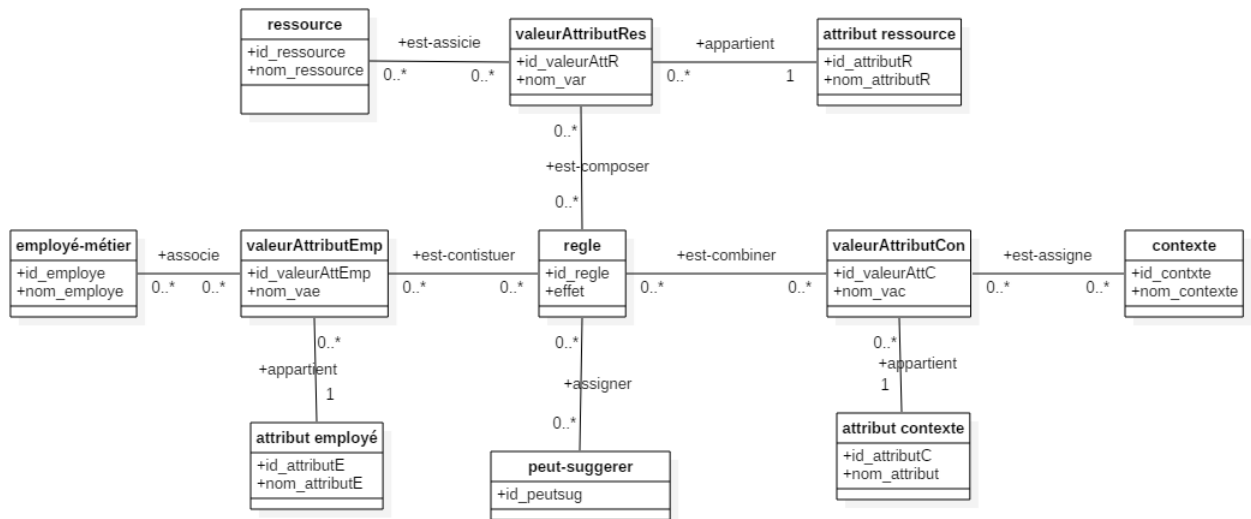 ressource
+id_ressource
+nom_ressource
+est-assicie
0..*
0..*
valeurAttributRes
+id_valeurAttR
+nom_var
+appartient
0..*
1
attribut ressource
+id_attributR
+nom_attributR
0..*
+est-composer
0..*
employé-métier
+id_employe
+nom_employe
+associe
0..*
0..*
valeurAttributEmp
+id_valeurAttEmp
+nom_vae
+est-contistuer
0..*
0..*
regle
+id_regle
+effet
+est-combiner
0..*
0..*
valeurAttributCon
+id_valeurAttC
+nom_vac
+est-assigne
0..*
0..*
contexte
+id_contxte
+nom_contexte
0..*
+appartient
1
0..*
+assigner
0..*
0..*
+appartient
1
attribut employé
+id_attributE
+nom_attributE
peut-suggerer
+id_peutsug
attribut contexte
+id_attributC
+nom_attribut